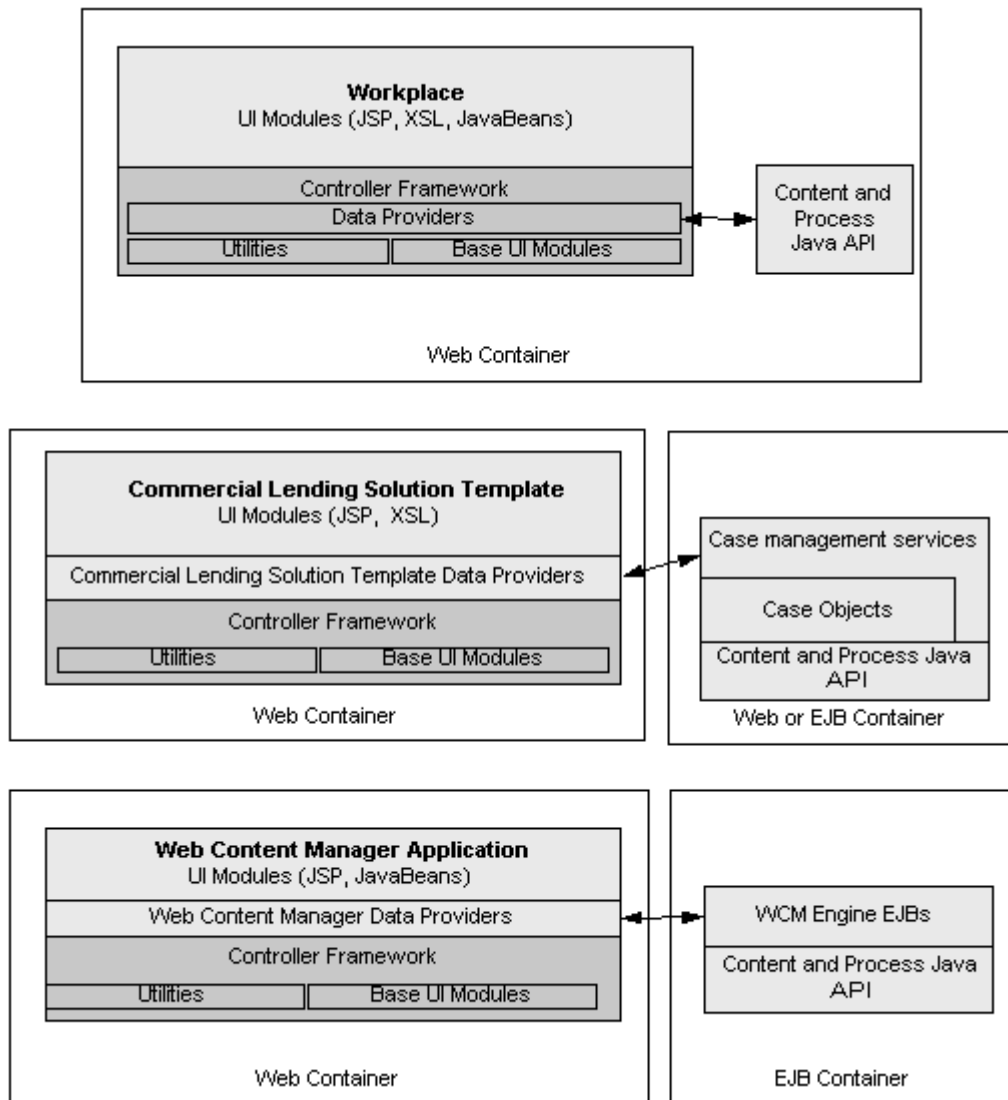 Workplace
UI Modules (JSP, XSL, JavaBeans)
Controller Framework
Data Providers
Utilities
Base UI Modules
Content and
Process
Java API
Web Container
Commercial Lending Solution Template
UI Modules (JSP, XSL)
Commercial Lending Solution Template Data Providers
Controller Framework
Utilities
Base UI Modules
Web Container
Case management services
Case Objects
Content and Process Java
API
Web or EJB Container
Web Content Manager Application
UI Modules (JSP, JavaBeans)
Web Content Manager Data Providers
Controller Framework
Utilities
Base UI Modules
Web Container
WCM Engine EJBs
Content and Process Java
API
EJB Container